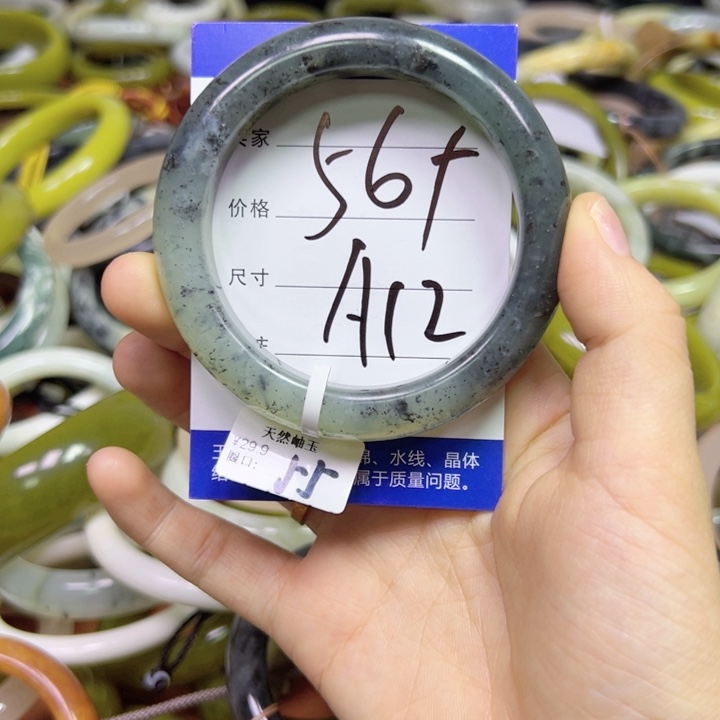 家
56+
价格
尺寸
A12
天然岫玉
¥29.9
圈口:
55
棉、水线、晶体
属于质量问题。